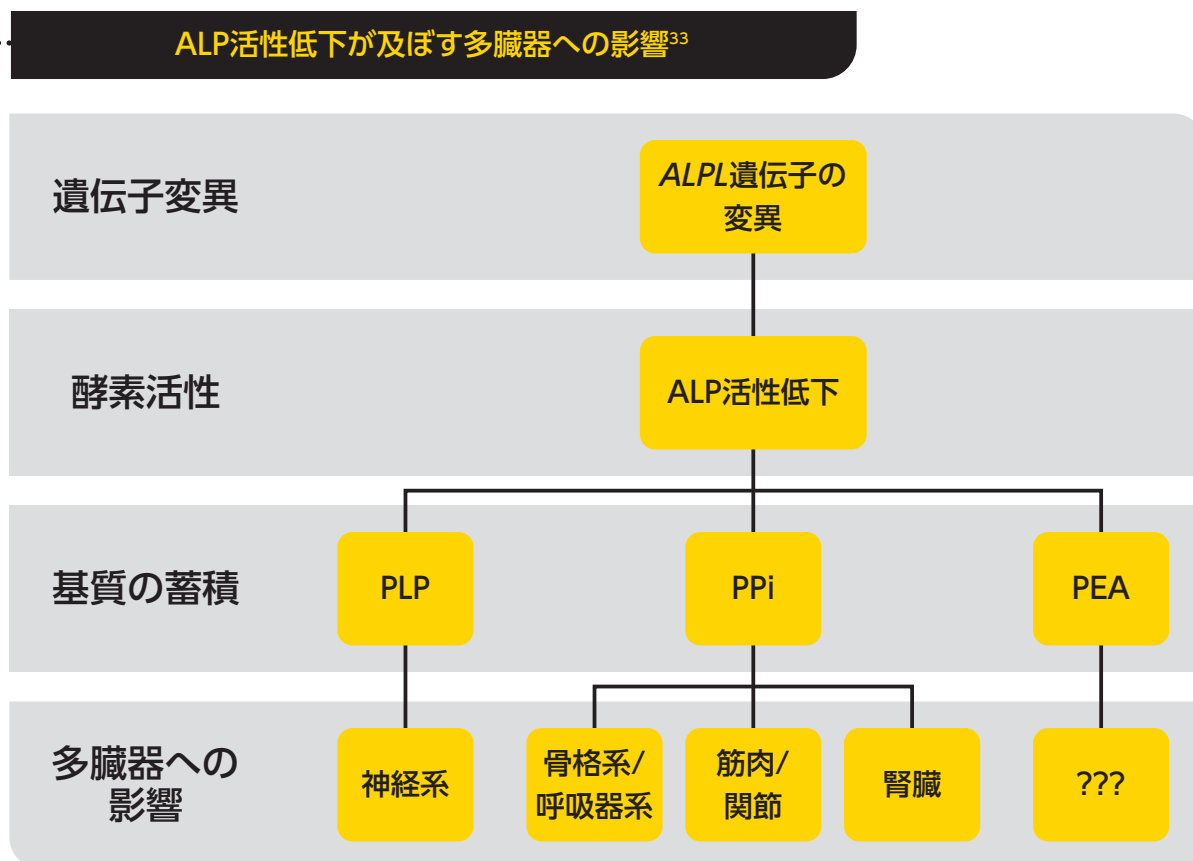 ALP活性低下が及ぼす多臓器への影響33
遺伝子変異
ALPL遺伝子の
変異
酵素活性
ALP活性低下
基質の蓄積
PLP
PPi
PEA
多臓器への
影響
神経系
骨格系/
呼吸器系
筋肉/
関節
腎臓
???